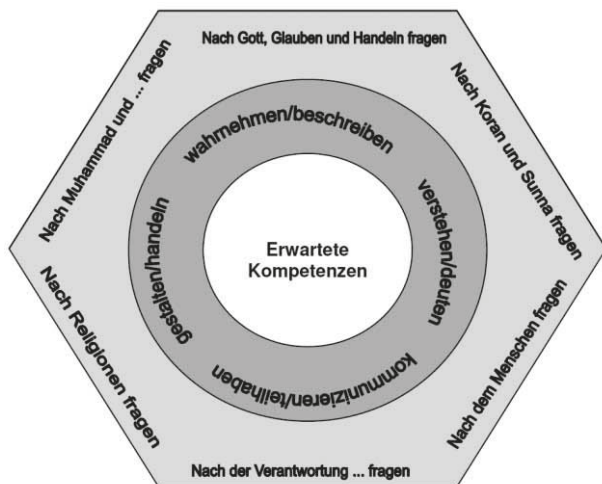 Nach Gott, Glauben und Handeln fragen
Nach Koran und Sunna fragen
Nach dem Menschen fragen
Nach der Verantwortung ... fragen
Nach Religionen fragen
Nach Muhammad und ... fragen
wahrnehmen/beschreiben
verstehen/deuten
kommunizieren/teilhaben
gestalten/handeln
Erwartete
Kompetenzen